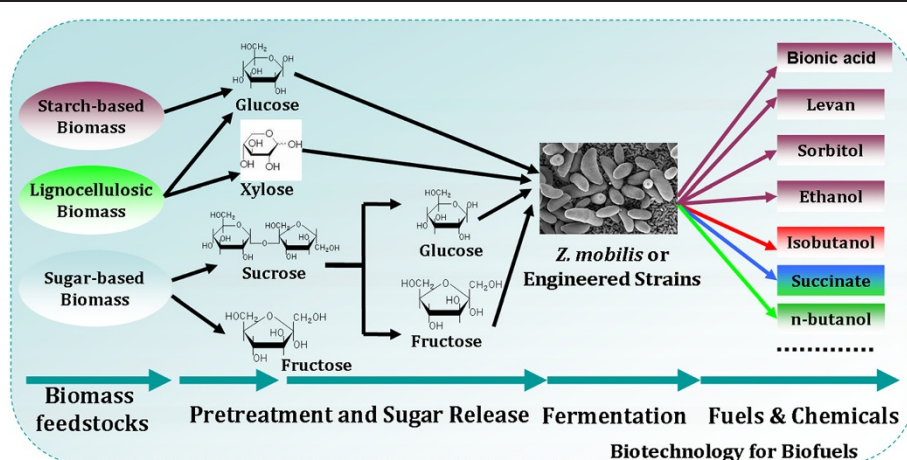 Starch-based
Biomass
Lignocellulosic
Biomass
Sugar-based
Biomass
HOCH₂
OH
OH
HO
OH
Glucose
OH
HO
OH
OH
Xylose
HOCH₂
OH
OH
OH
O
HOCH₂
HO
CH₂OH
OH
Sucrose
HOCH₂
CH₂OH
HO
OH
OH
Fructose
HOCH₂
OH
OH
HO
OH
Glucose
HOCH₂
CH₂OH
HO
OH
OH
Fructose
Z. mobilis or
Engineered Strains
Bionic acid
Levan
Sorbitol
Ethanol
Isobutanol
Succinate
n-butanol
Biomass
feedstocks
Pretreatment and Sugar Release
Fermentation
Fuels & Chemicals
Biotechnology for Biofuels